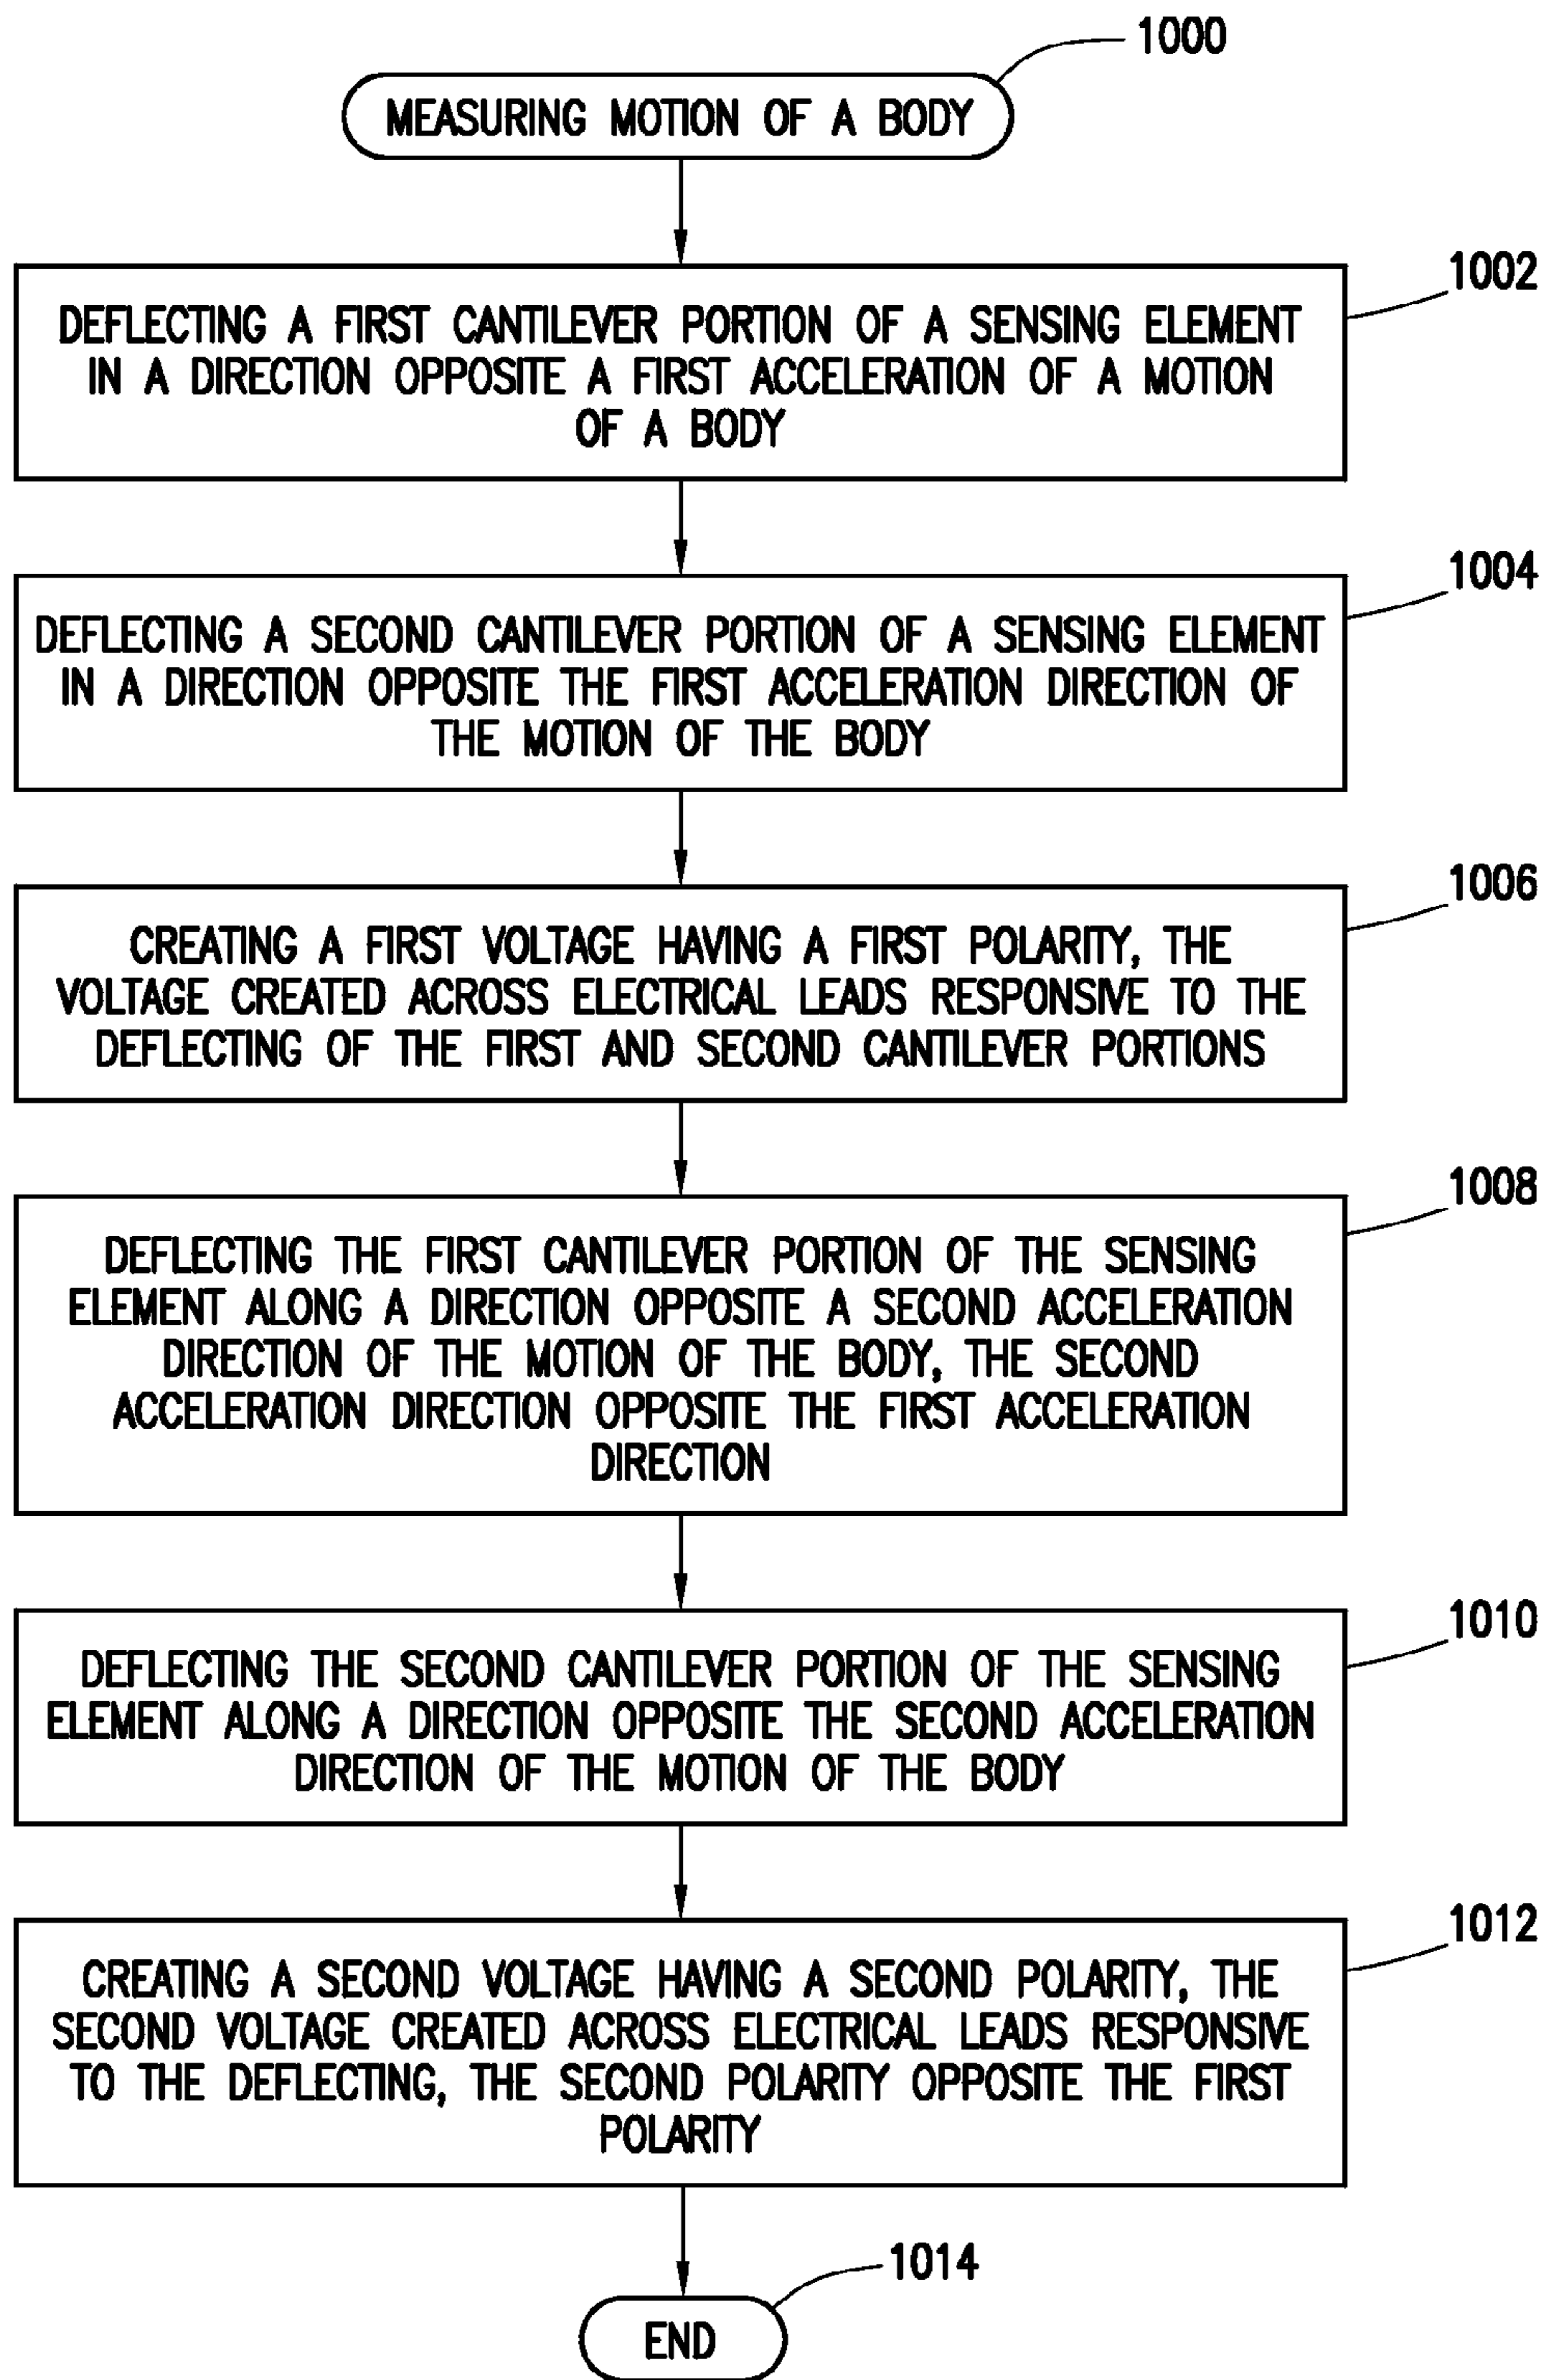 1000
MEASURING MOTION OF A BODY
1002
DEFLECTING A FIRST CANTILEVER PORTION OF A SENSING ELEMENT
IN A DIRECTION OPPOSITE A FIRST ACCELERATION OF A MOTION
OF A BODY
1004
DEFLECTING A SECOND CANTILEVER PORTION OF A SENSING ELEMENT
IN A DIRECTION OPPOSITE THE FIRST ACCELERATION DIRECTION OF
THE MOTION OF THE BODY
1006
CREATING A FIRST VOLTAGE HAVING A FIRST POLARITY, THE
VOLTAGE CREATED ACROSS ELECTRICAL LEADS RESPONSIVE TO THE
DEFLECTING OF THE FIRST AND SECOND CANTILEVER PORTIONS
1008
DEFLECTING THE FIRST CANTILEVER PORTION OF THE SENSING
ELEMENT ALONG A DIRECTION OPPOSITE A SECOND ACCELERATION
DIRECTION OF THE MOTION OF THE BODY, THE SECOND
ACCELERATION DIRECTION OPPOSITE THE FIRST ACCELERATION
DIRECTION
1010
DEFLECTING THE SECOND CANTILEVER PORTION OF THE SENSING
ELEMENT ALONG A DIRECTION OPPOSITE THE SECOND ACCELERATION
DIRECTION OF THE MOTION OF THE BODY
1012
CREATING A SECOND VOLTAGE HAVING A SECOND POLARITY, THE
SECOND VOLTAGE CREATED ACROSS ELECTRICAL LEADS RESPONSIVE
TO THE DEFLECTING, THE SECOND POLARITY OPPOSITE THE FIRST
POLARITY
1014
END